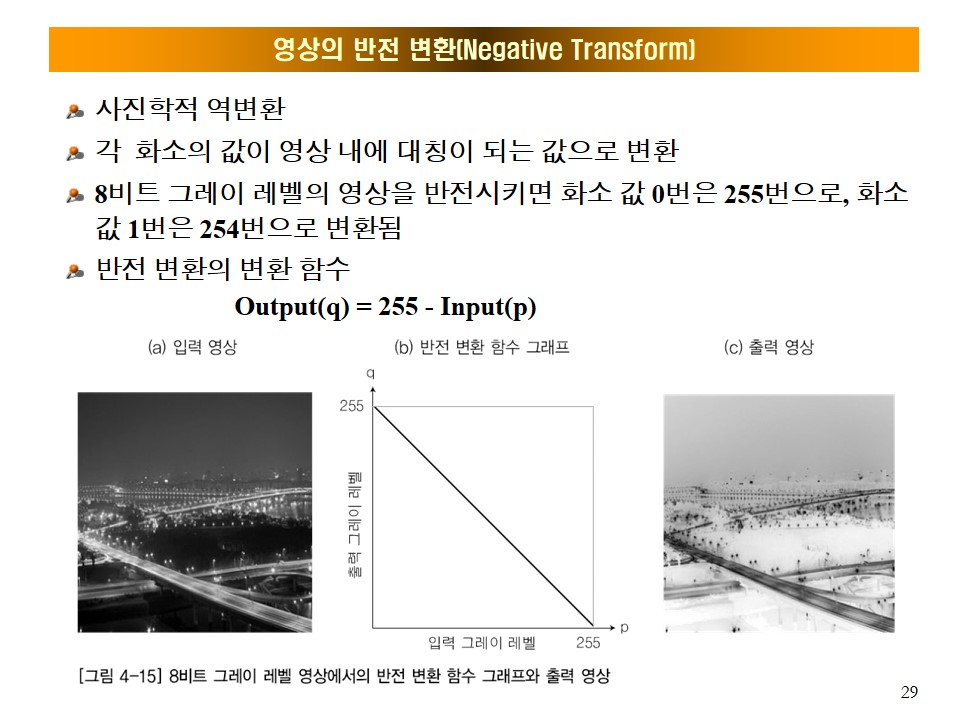 영상의 반전 변환(Negative Transform)
사진학적 역변환
각 화소의 값이 영상 내에 대칭이 되는 값으로 변환
8비트 그레이 레벨의 영상을 반전시키면 화소 값 0번은 255번으로, 화소
값 1번은 254번으로 변환됨
반전 변환의 변환 함수
Output(q) = 255 - Input(p)
(a) 입력 영상
(b) 반전 변환 함수 그래프
(c) 출력 영상
q
255
출력 그레이 레벨
p
입력 그레이 레벨
255
[그림 4-15] 8비트 그레이 레벨 영상에서의 반전 변환 함수 그래프와 출력 영상
29